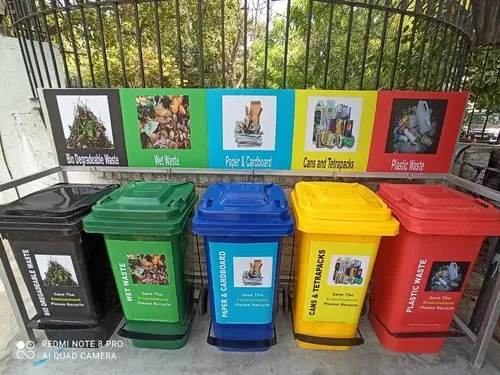 Bio Degradeable Waste
Wet Waste
Paper & Cardboard
Cans and Tetrapacks
Plastic Waste
BIO DEGREADABLE WASTE
Save The
Environment
Please Recycle
WET WASTE
Save The
Environment
Please Recycle
PAPER & CARDBOARD
Save The
Environment
Please Recycle
CANS & TETRAPACKS
Save The
Environment
Please Recycle
PLASTIC WASTE
Save The
Environment
Please Recycle
REDMI NOTE 8 PRO
AI QUAD CAMERA